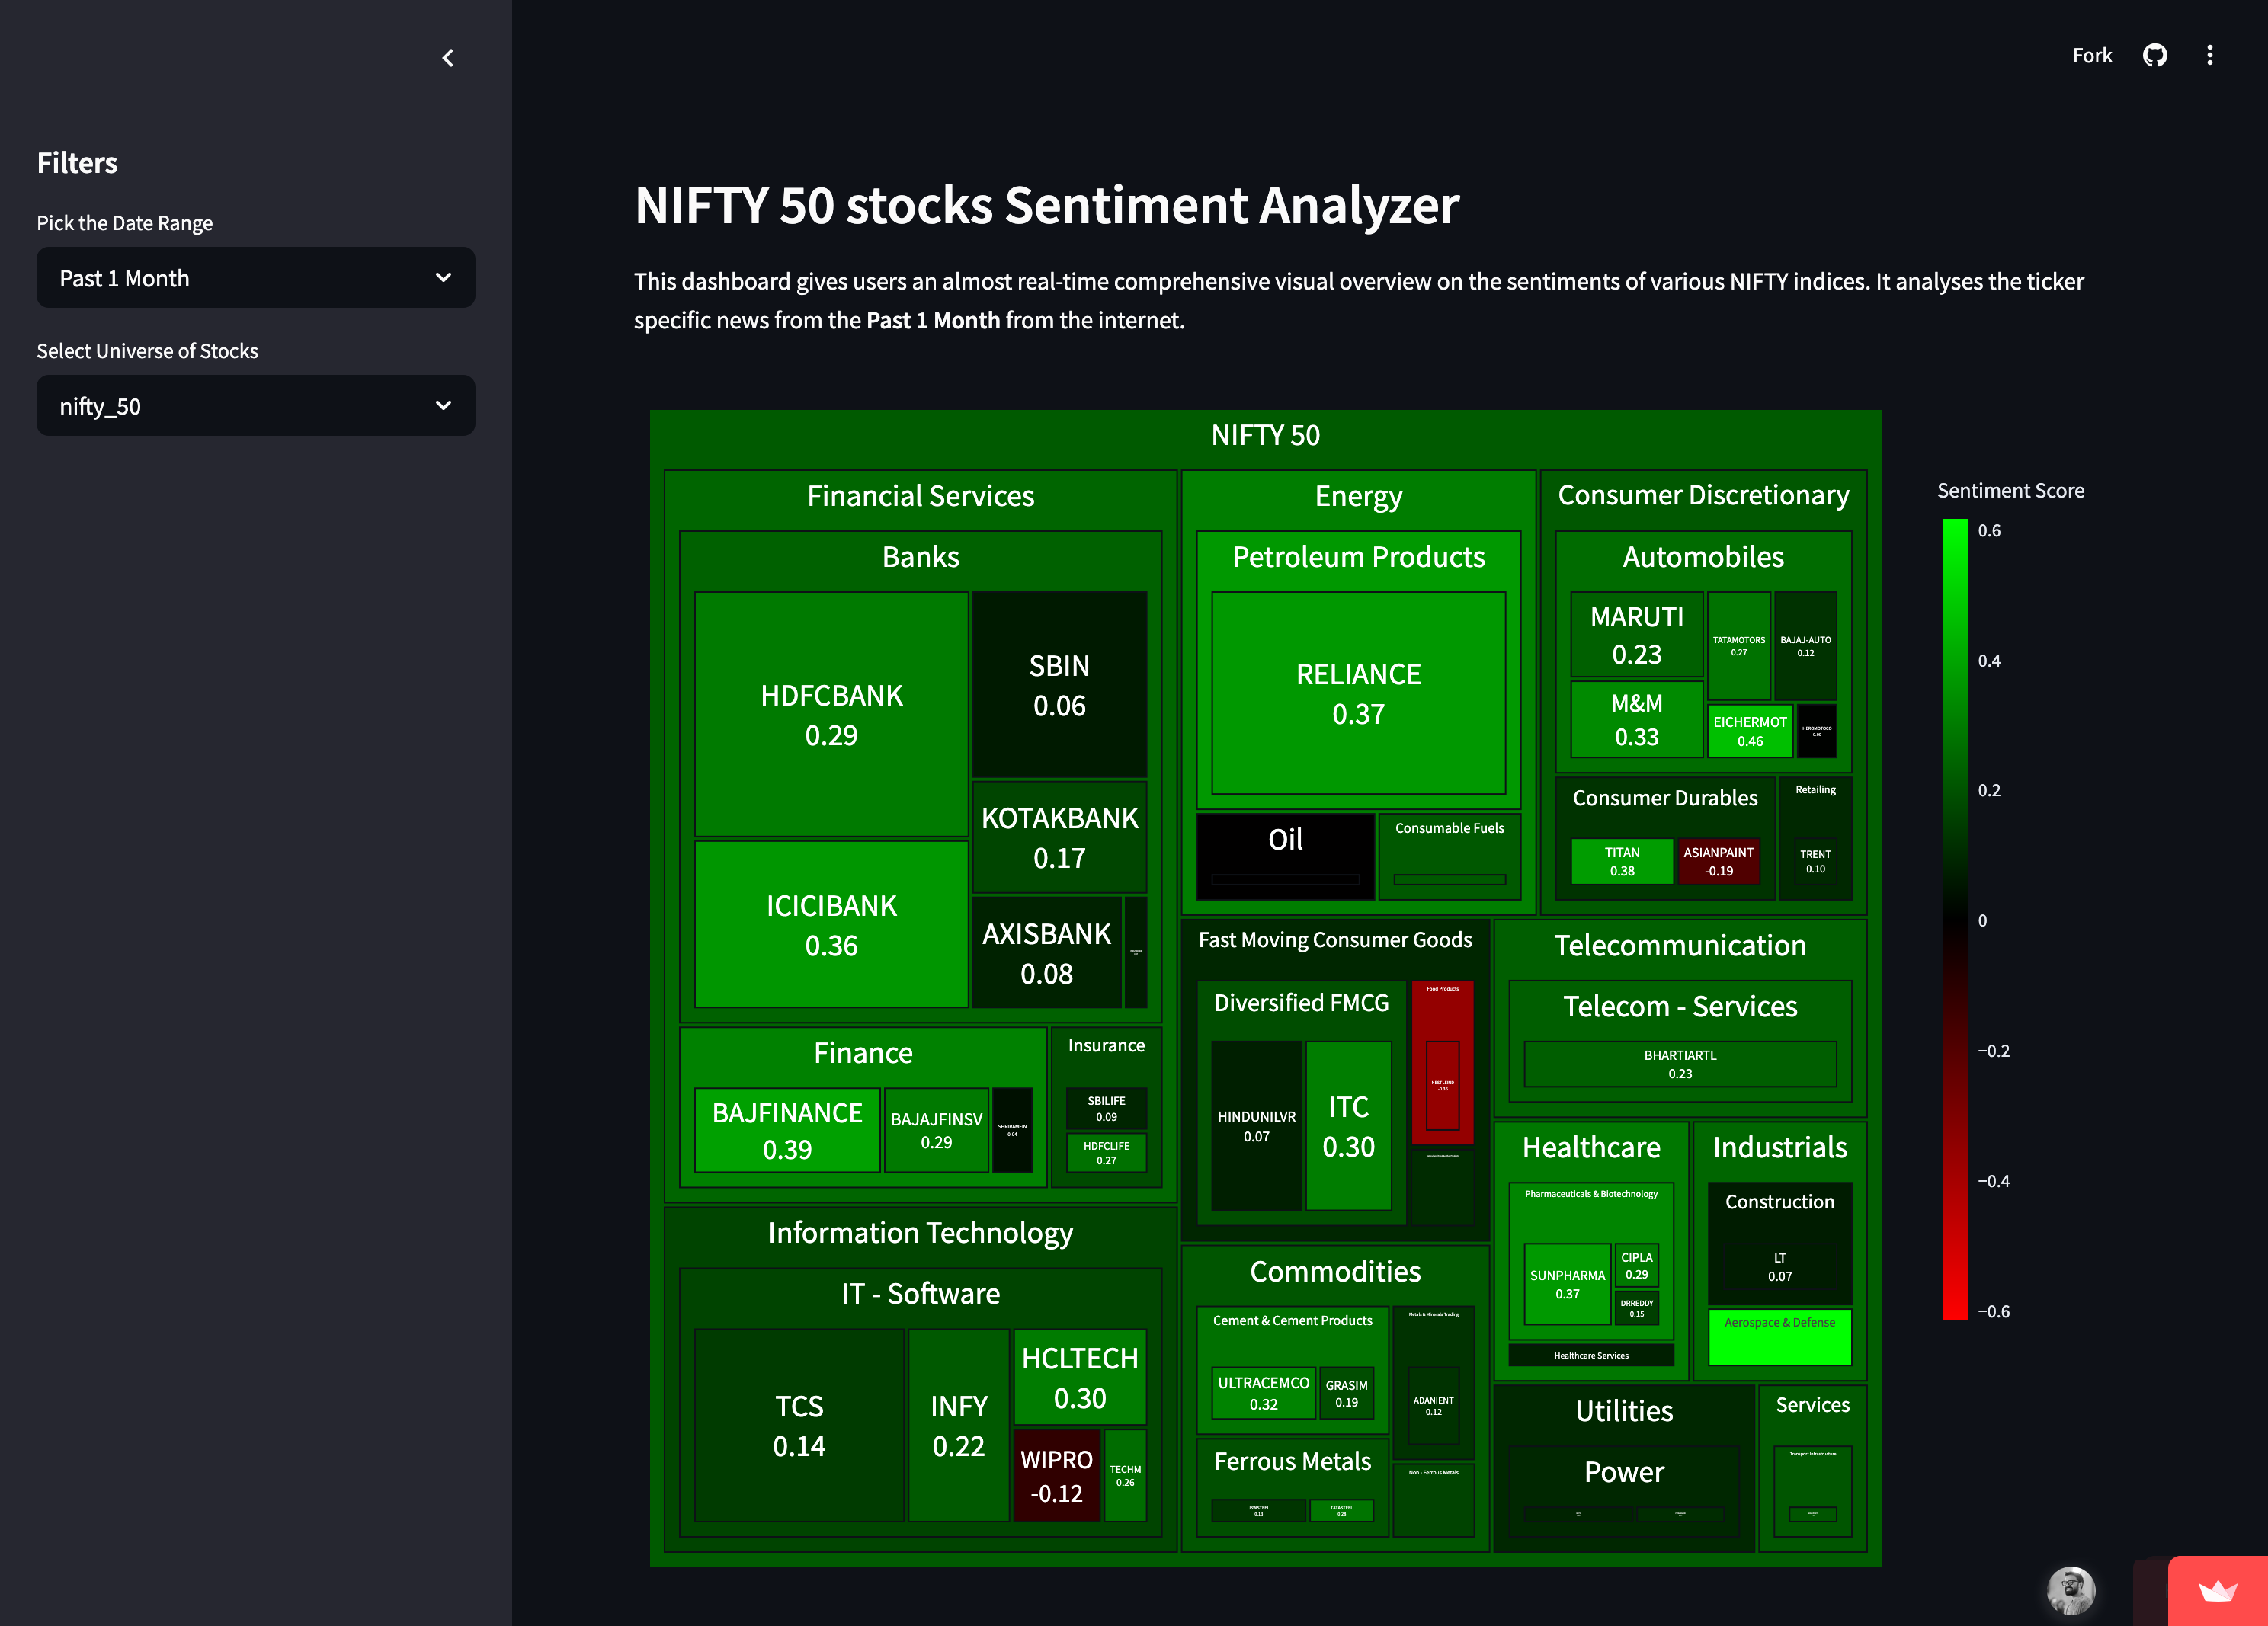 Fork
Filters
Pick the Date Range
Past 1 Month
Select Universe of Stocks
nifty_50
NIFTY 50 stocks Sentiment Analyzer
This dashboard gives users an almost real-time comprehensive visual overview on the sentiments of various NIFTY indices. It analyses the ticker
specific news from the Past 1 Month from the internet.
NIFTY 50
Financial Services
Banks
HDFCBANK
0.29
SBIN
0.06
KOTAKBANK
0.17
ICICIBANK
0.36
AXISBANK
0.08
Finance
BAJFINANCE
0.39
BAJAJFINSV
0.29
SHRIRAMFIN
0.04
Insurance
SBILIFE
0.09
HDFCLIFE
0.27
Information Technology
IT - Software
TCS
0.14
INFY
0.22
HCLTECH
0.30
WIPRO
-0.12
TECHM
0.26
Energy
Petroleum Products
RELIANCE
0.37
Oil
Consumable Fuels
Consumer Discretionary
Automobiles
MARUTI
0.23
TATAMOTORS
0.27
BAJAJ-AUTO
0.12
M&M
0.33
EICHERMOT
0.46
HEROMOTOCO
0.00
Consumer Durables
TITAN
0.38
ASIANPAINT
-0.19
Retailing
TRENT
0.10
Fast Moving Consumer Goods
Diversified FMCG
HINDUNILVR
0.07
ITC
0.30
Food Products
NESTLEIND
Telecommunication
Telecom - Services
BHARTIARTL
0.23
Commodities
Cement & Cement Products
ULTRACEMCO
0.32
GRASIM
0.19
Metals & Minerals Trading
ADANIENT
0.12
Ferrous Metals
JSWSTEEL
0.13
TATASTEEL
0.28
Non - Ferrous Metals
Healthcare
Pharmaceuticals & Biotechnology
SUNPHARMA
0.37
CIPLA
0.29
DRREDDY
0.15
Healthcare Services
Industrials
Construction
LT
0.07
Aerospace & Defense
Utilities
Power
Services
Transport Infrastructure
Sentiment Score
0.6
0.4
0.2
0
−0.2
−0.4
−0.6